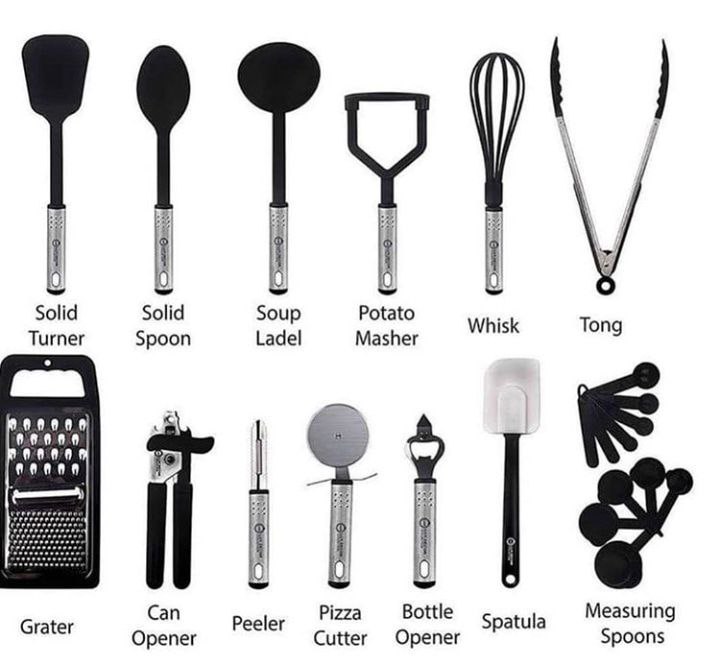 Solid
Turner
Solid
Spoon
Soup
Ladel
Potato
Masher
Whisk
Tong
Grater
Can
Opener
Peeler
Pizza
Cutter
Bottle
Opener
Spatula
Measuring
Spoons